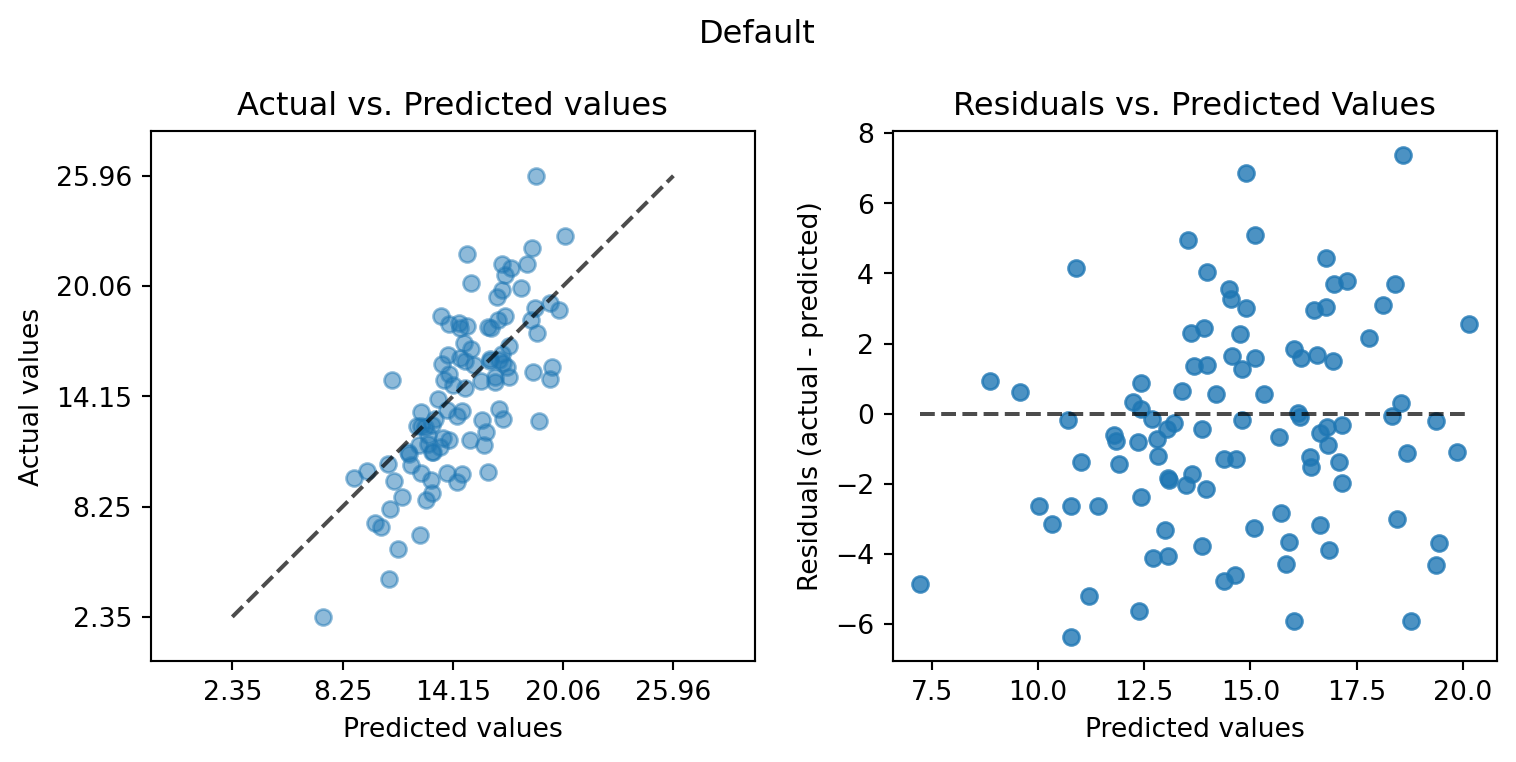 Default
Actual vs. Predicted values
Actual values
25.96
20.06
14.15
8.25
2.35
2.35 8.25 14.15 20.06 25.96
Predicted values
Residuals vs. Predicted Values
Residuals (actual - predicted)
8
6
4
2
0
−2
−4
−6
7.5 10.0 12.5 15.0 17.5 20.0
Predicted values